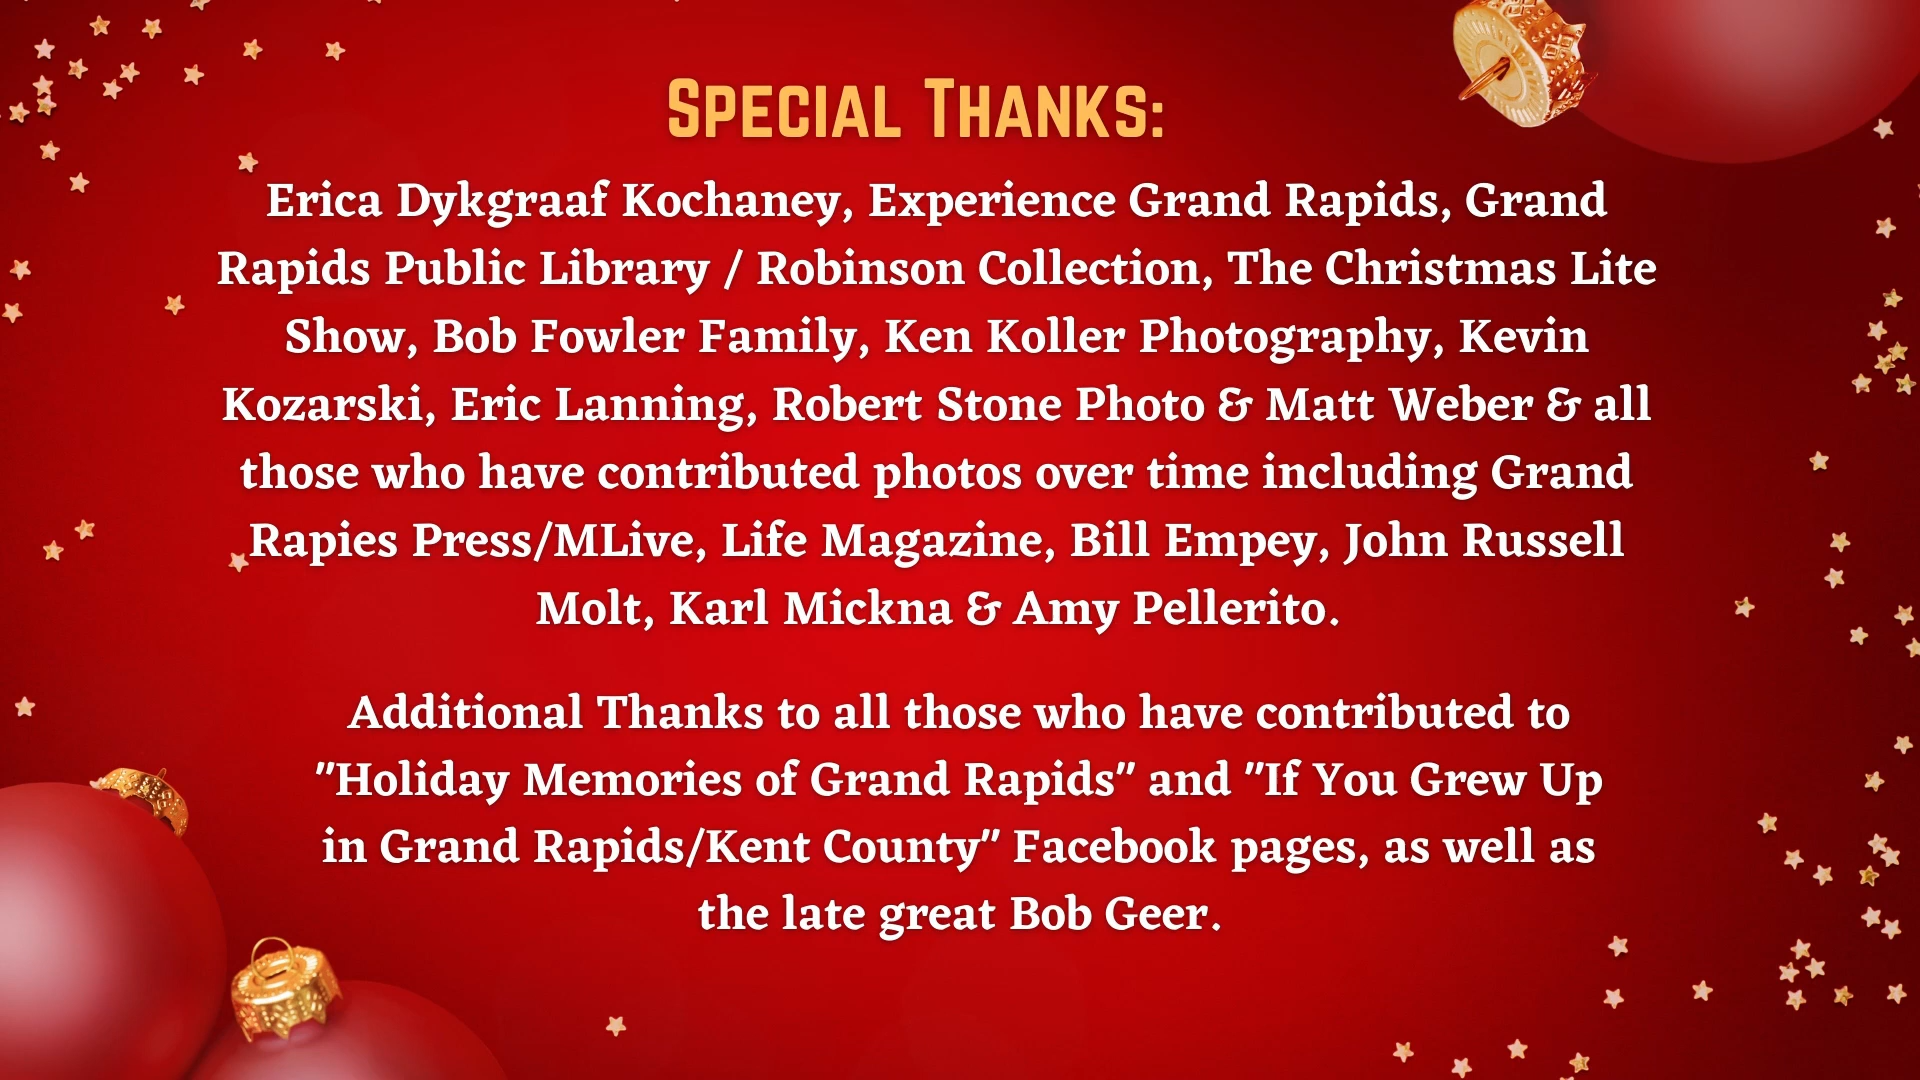 Special Thanks:
Erica Dykgraaf Kochaney, Experience Grand Rapids, Grand
Rapids Public Library / Robinson Collection, The Christmas Lite
Show, Bob Fowler Family, Ken Koller Photography, Kevin
Kozarski, Eric Lanning, Robert Stone Photo & Matt Weber & all
those who have contributed photos over time including Grand
Rapies Press/MLive, Life Magazine, Bill Empey, John Russell
Molt, Karl Mickna & Amy Pellerito.
Additional Thanks to all those who have contributed to
"Holiday Memories of Grand Rapids" and "If You Grew Up
in Grand Rapids/Kent County" Facebook pages, as well as
the late great Bob Geer.